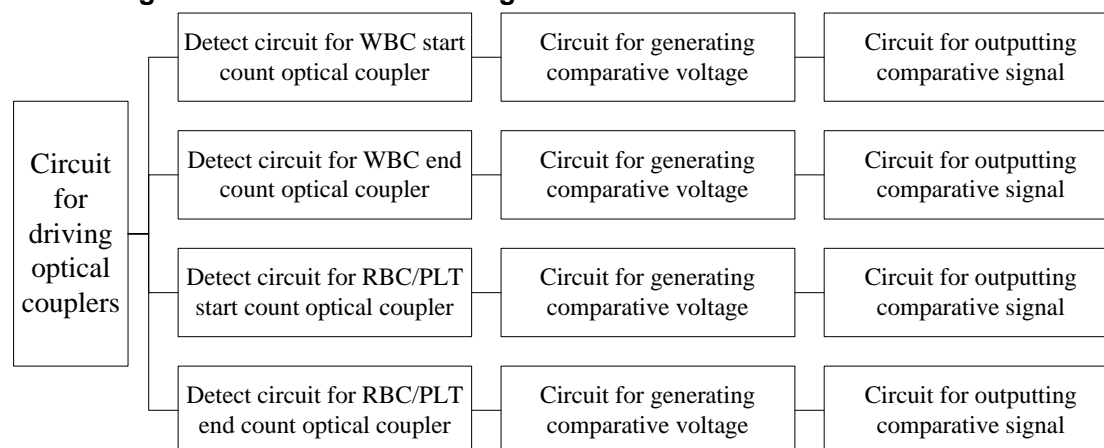 Circuit
for
driving
optical
couplers
Detect circuit for WBC start
count optical coupler
Circuit for generating
comparative voltage
Circuit for outputting
comparative signal
Detect circuit for WBC end
count optical coupler
Circuit for generating
comparative voltage
Circuit for outputting
comparative signal
Detect circuit for RBC/PLT
start count optical coupler
Circuit for generating
comparative voltage
Circuit for outputting
comparative signal
Detect circuit for RBC/PLT
end count optical coupler
Circuit for generating
comparative voltage
Circuit for outputting
comparative signal